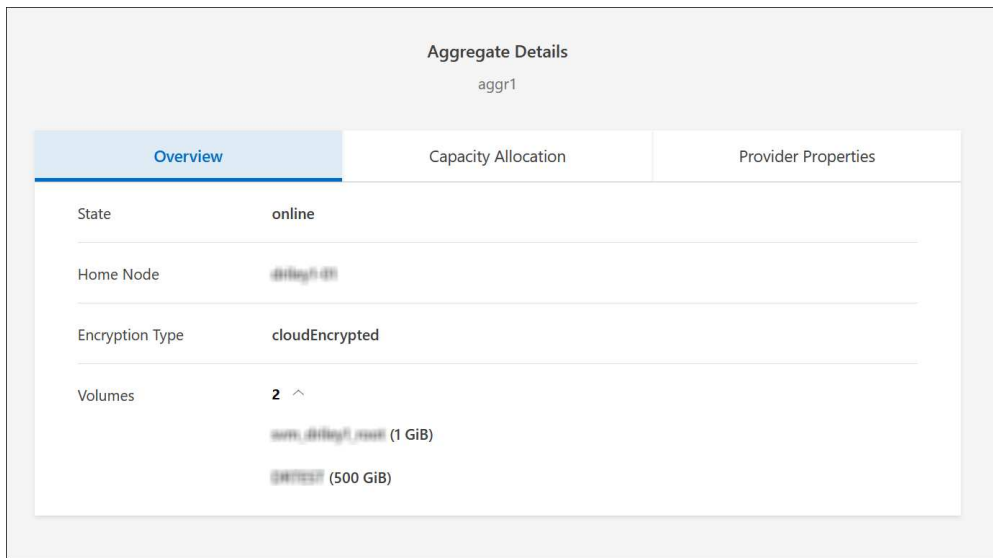 Aggregate Details
aggr1
Overview Capacity Allocation Provider Properties
State online
Home Node
Encryption Type cloudEncrypted
Volumes 2
(1 GiB)
(500 GiB)